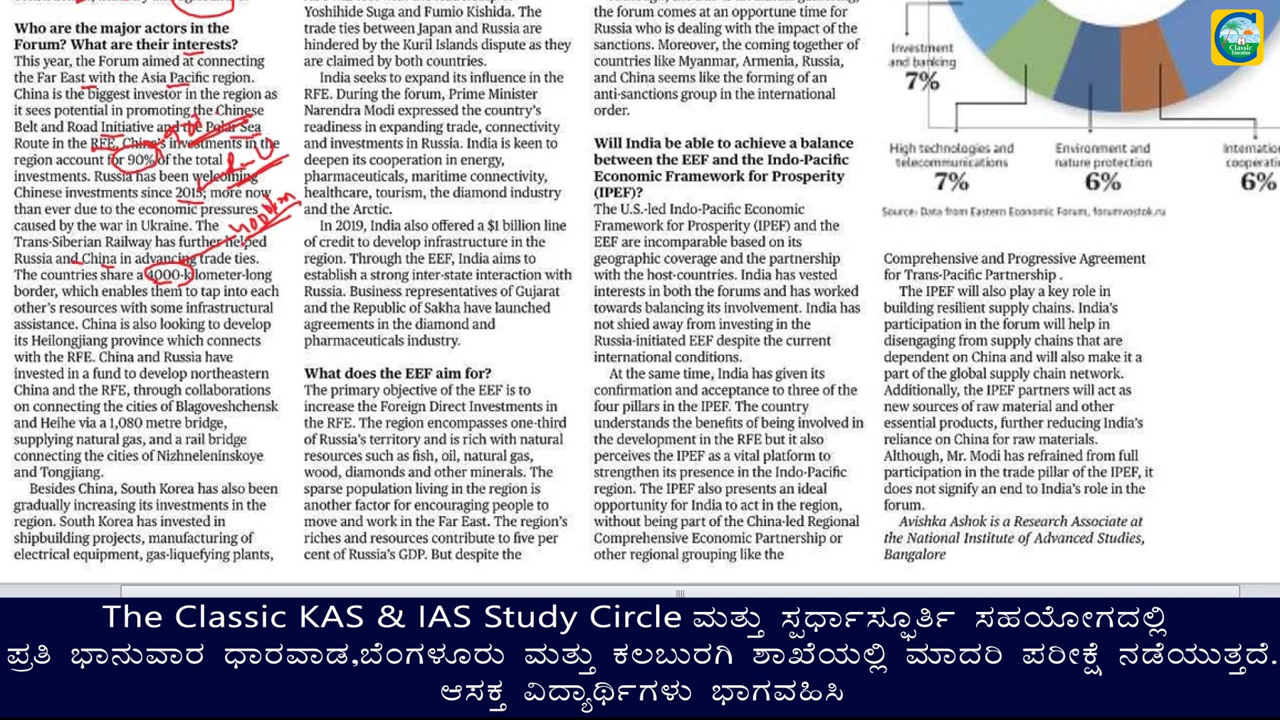 Who are the major actors in the
Forum? What are their interests?
This year, the Forum aimed at connecting
the Far East with the Asia Pacific region.
China is the biggest investor in the region as
it sees potential in promoting the Chinese
Belt and Road Initiative and the Polar Sea
Route in the RFE. China's investments in the
region account for 90% of the total
investments. Russia has been welcoming
Chinese investments since 2015; more now
than ever due to the economic pressures
caused by the war in Ukraine. The
Trans-Siberian Railway has further helped
Russia and China in advancing trade ties.
The countries share a 4000-kilometer-long
border, which enables them to tap into each
other's resources with some infrastructural
assistance. China is also looking to develop
its Heilongjiang province which connects
with the RFE. China and Russia have
invested in a fund to develop northeastern
China and the RFE, through collaborations
on connecting the cities of Blagoveshchensk
and Heihe via a 1,080 metre bridge,
supplying natural gas, and a rail bridge
connecting the cities of Nizhneleninskoye
and Tongjiang.
Besides China, South Korea has also been
gradually increasing its investments in the
region. South Korea has invested in
shipbuilding projects, manufacturing of
electrical equipment, gas-liquefying plants,
Yoshihide Suga and Fumio Kishida. The
trade ties between Japan and Russia are
hindered by the Kuril Islands dispute as they
are claimed by both countries.
India seeks to expand its influence in the
RFE. During the forum, Prime Minister
Narendra Modi expressed the country's
readiness in expanding trade, connectivity
and investments in Russia. India is keen to
deepen its cooperation in energy,
pharmaceuticals, maritime connectivity,
healthcare, tourism, the diamond industry
and the Arctic.
In 2019, India also offered a $1 billion line
of credit to develop infrastructure in the
region. Through the EEF, India aims to
establish a strong inter-state interaction with
Russia. Business representatives of Gujarat
and the Republic of Sakha have launched
agreements in the diamond and
pharmaceuticals industry.
What does the EEF aim for?
The primary objective of the EEF is to
increase the Foreign Direct Investments in
the RFE. The region encompasses one-third
of Russia's territory and is rich with natural
resources such as fish, oil, natural gas,
wood, diamonds and other minerals. The
sparse population living in the region is
another factor for encouraging people to
move and work in the Far East. The region's
riches and resources contribute to five per
cent of Russia's GDP. But despite the
the forum comes at an opportune time for
Russia who is dealing with the impact of the
sanctions. Moreover, the coming together of
countries like Myanmar, Armenia, Russia,
and China seems like the forming of an
anti-sanctions group in the international
order.
Will India be able to achieve a balance
between the EEF and the Indo-Pacific
Economic Framework for Prosperity
(IPEF)?
The U.S.-led Indo-Pacific Economic
Framework for Prosperity (IPEF) and the
EEF are incomparable based on its
geographic coverage and the partnership
with the host-countries. India has vested
interests in both the forums and has worked
towards balancing its involvement. India has
not shied away from investing in the
Russia-initiated EEF despite the current
international conditions.
At the same time, India has given its
confirmation and acceptance to three of the
four pillars in the IPEF. The country
understands the benefits of being involved in
the development in the RFE but it also
perceives the IPEF as a vital platform to
strengthen its presence in the Indo-Pacific
region. The IPEF also presents an ideal
opportunity for India to act in the region,
without being part of the China-led Regional
Comprehensive Economic Partnership or
other regional grouping like the
Investment
and banking
7%
High technologies and
telecommunications
7%
Environment and
nature protection
6%
Internatio
cooperati
6%
Source: Data from Eastern Economic Forum, forumvostok.ru
Comprehensive and Progressive Agreement
for Trans-Pacific Partnership .
The IPEF will also play a key role in
building resilient supply chains. India's
participation in the forum will help in
disengaging from supply chains that are
dependent on China and will also make it a
part of the global supply chain network.
Additionally, the IPEF partners will act as
new sources of raw material and other
essential products, further reducing India's
reliance on China for raw materials.
Although, Mr. Modi has refrained from full
participation in the trade pillar of the IPEF, it
does not signify an end to India's role in the
forum.
Avishka Ashok is a Research Associate at
the National Institute of Advanced Studies,
Bangalore
Classic
Education
The Classic KAS & IAS Study Circle ಮತ್ತು ಸ್ಪರ್ಧಾಸ್ಫೂರ್ತಿ ಸಹಯೋಗದಲ್ಲಿ
ಪ್ರತಿ ಭಾನುವಾರ ಧಾರವಾಡ,ಬೆಂಗಳೂರು ಮತ್ತು ಕಲಬುರಗಿ ಶಾಖೆಯಲ್ಲಿ ಮಾದರಿ ಪರೀಕ್ಷೆ ನಡೆಯುತ್ತದೆ.
ಆಸಕ್ತ ವಿದ್ಯಾರ್ಥಿಗಳು ಭಾಗವಹಿಸಿ